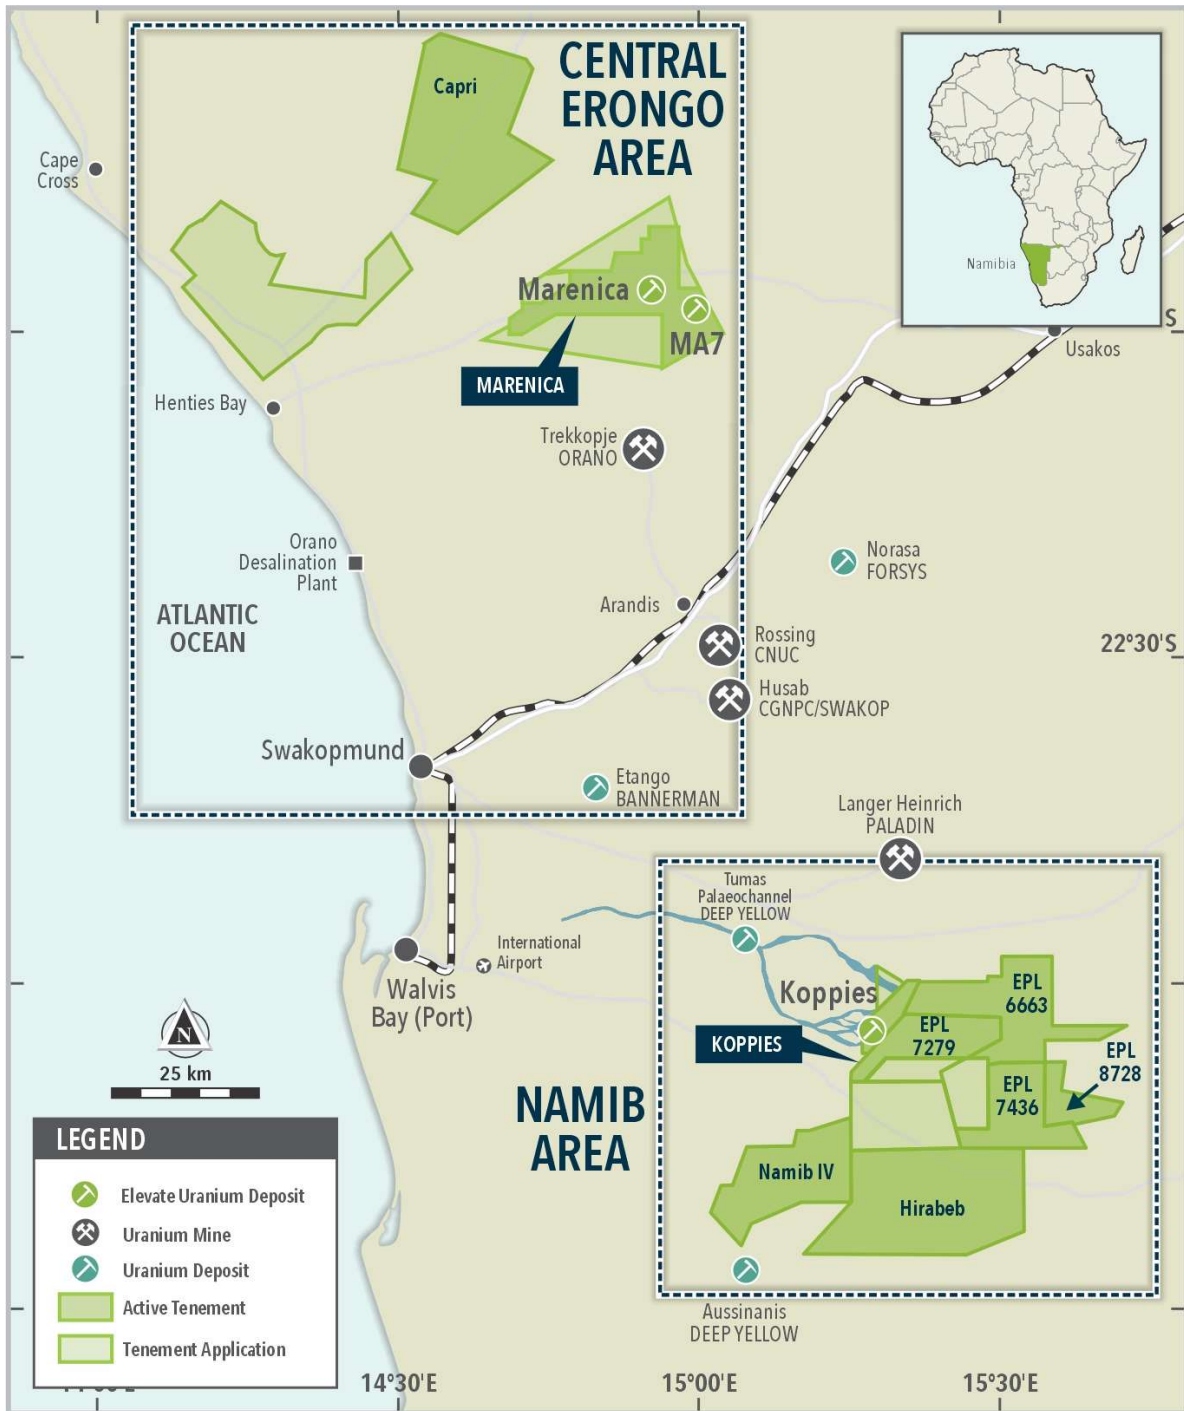 Capri
CENTRAL
ERONGO
AREA
Cape
Cross
Namibia
Marenica
MA7
MARENICA
S
Usakos
Henties Bay
Trekkopje
ORANO
Orano
Desalination
Plant
Norasa
FORSYS
ATLANTIC
OCEAN
Arandis
Rossing
CNUC
22°30'S
Husab
CGNPC/SWAKOP
Swakopmund
Etango
BANNERMAN
Langer Heinrich
PALADIN
Tumas
Palaeochannel
DEEP YELLOW
International
Airport
Walvis
Bay (Port)
Koppies
EPL
6663
EPL
7279
KOPPIES
EPL
8728
EPL
7436
N
25 km
NAMIB
AREA
Namib IV
Hirabeb
Aussinanis
DEEP YELLOW
LEGEND
Elevate Uranium Deposit
Uranium Mine
Uranium Deposit
Active Tenement
Tenement Application
14°30'E
15°00'E
15°30'E